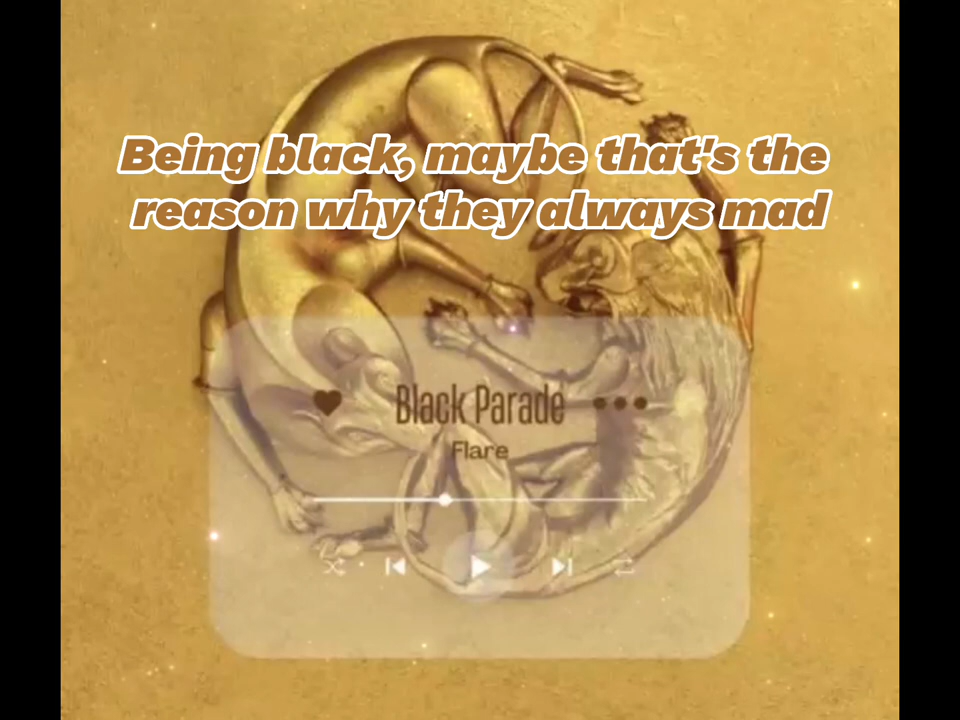 Being black, maybe that's the
reason why they always mad
Black Parade
Flare